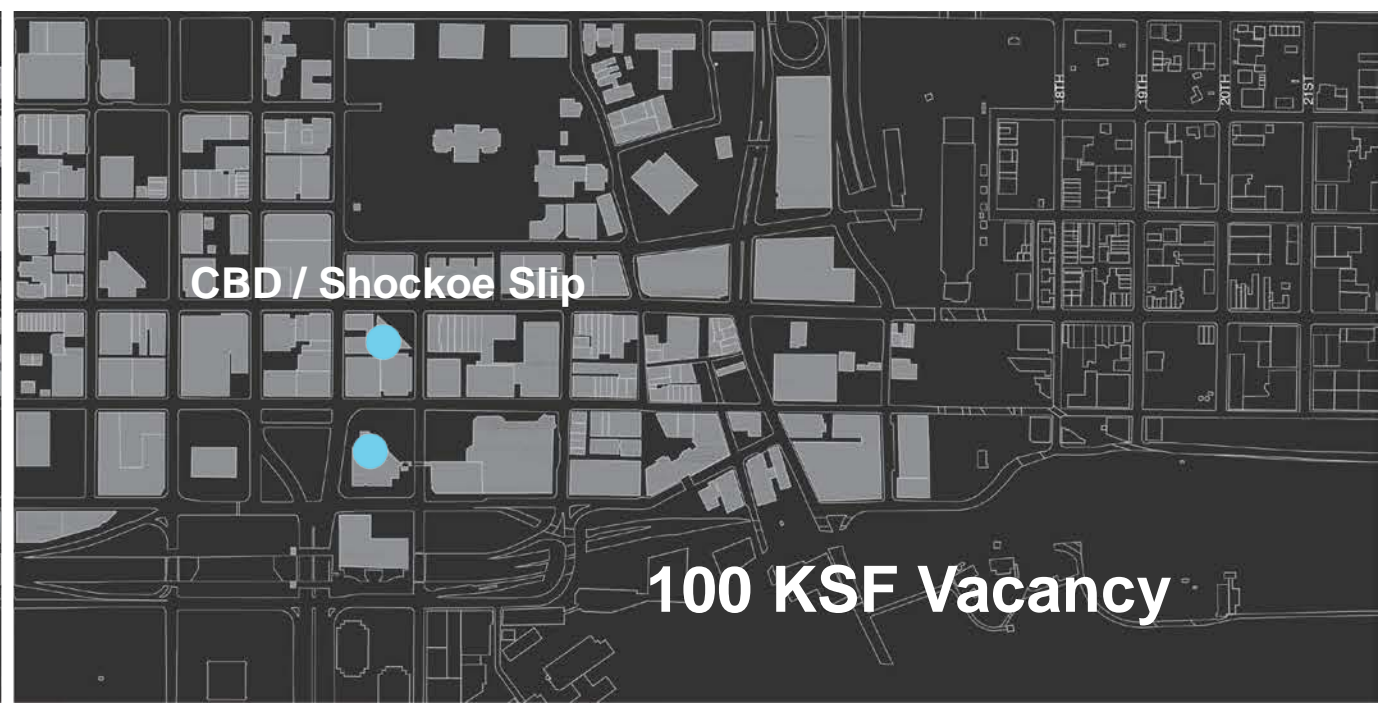 18TH
19TH
20TH
21ST
CBD / Shockoe Slip
100 KSF Vacancy